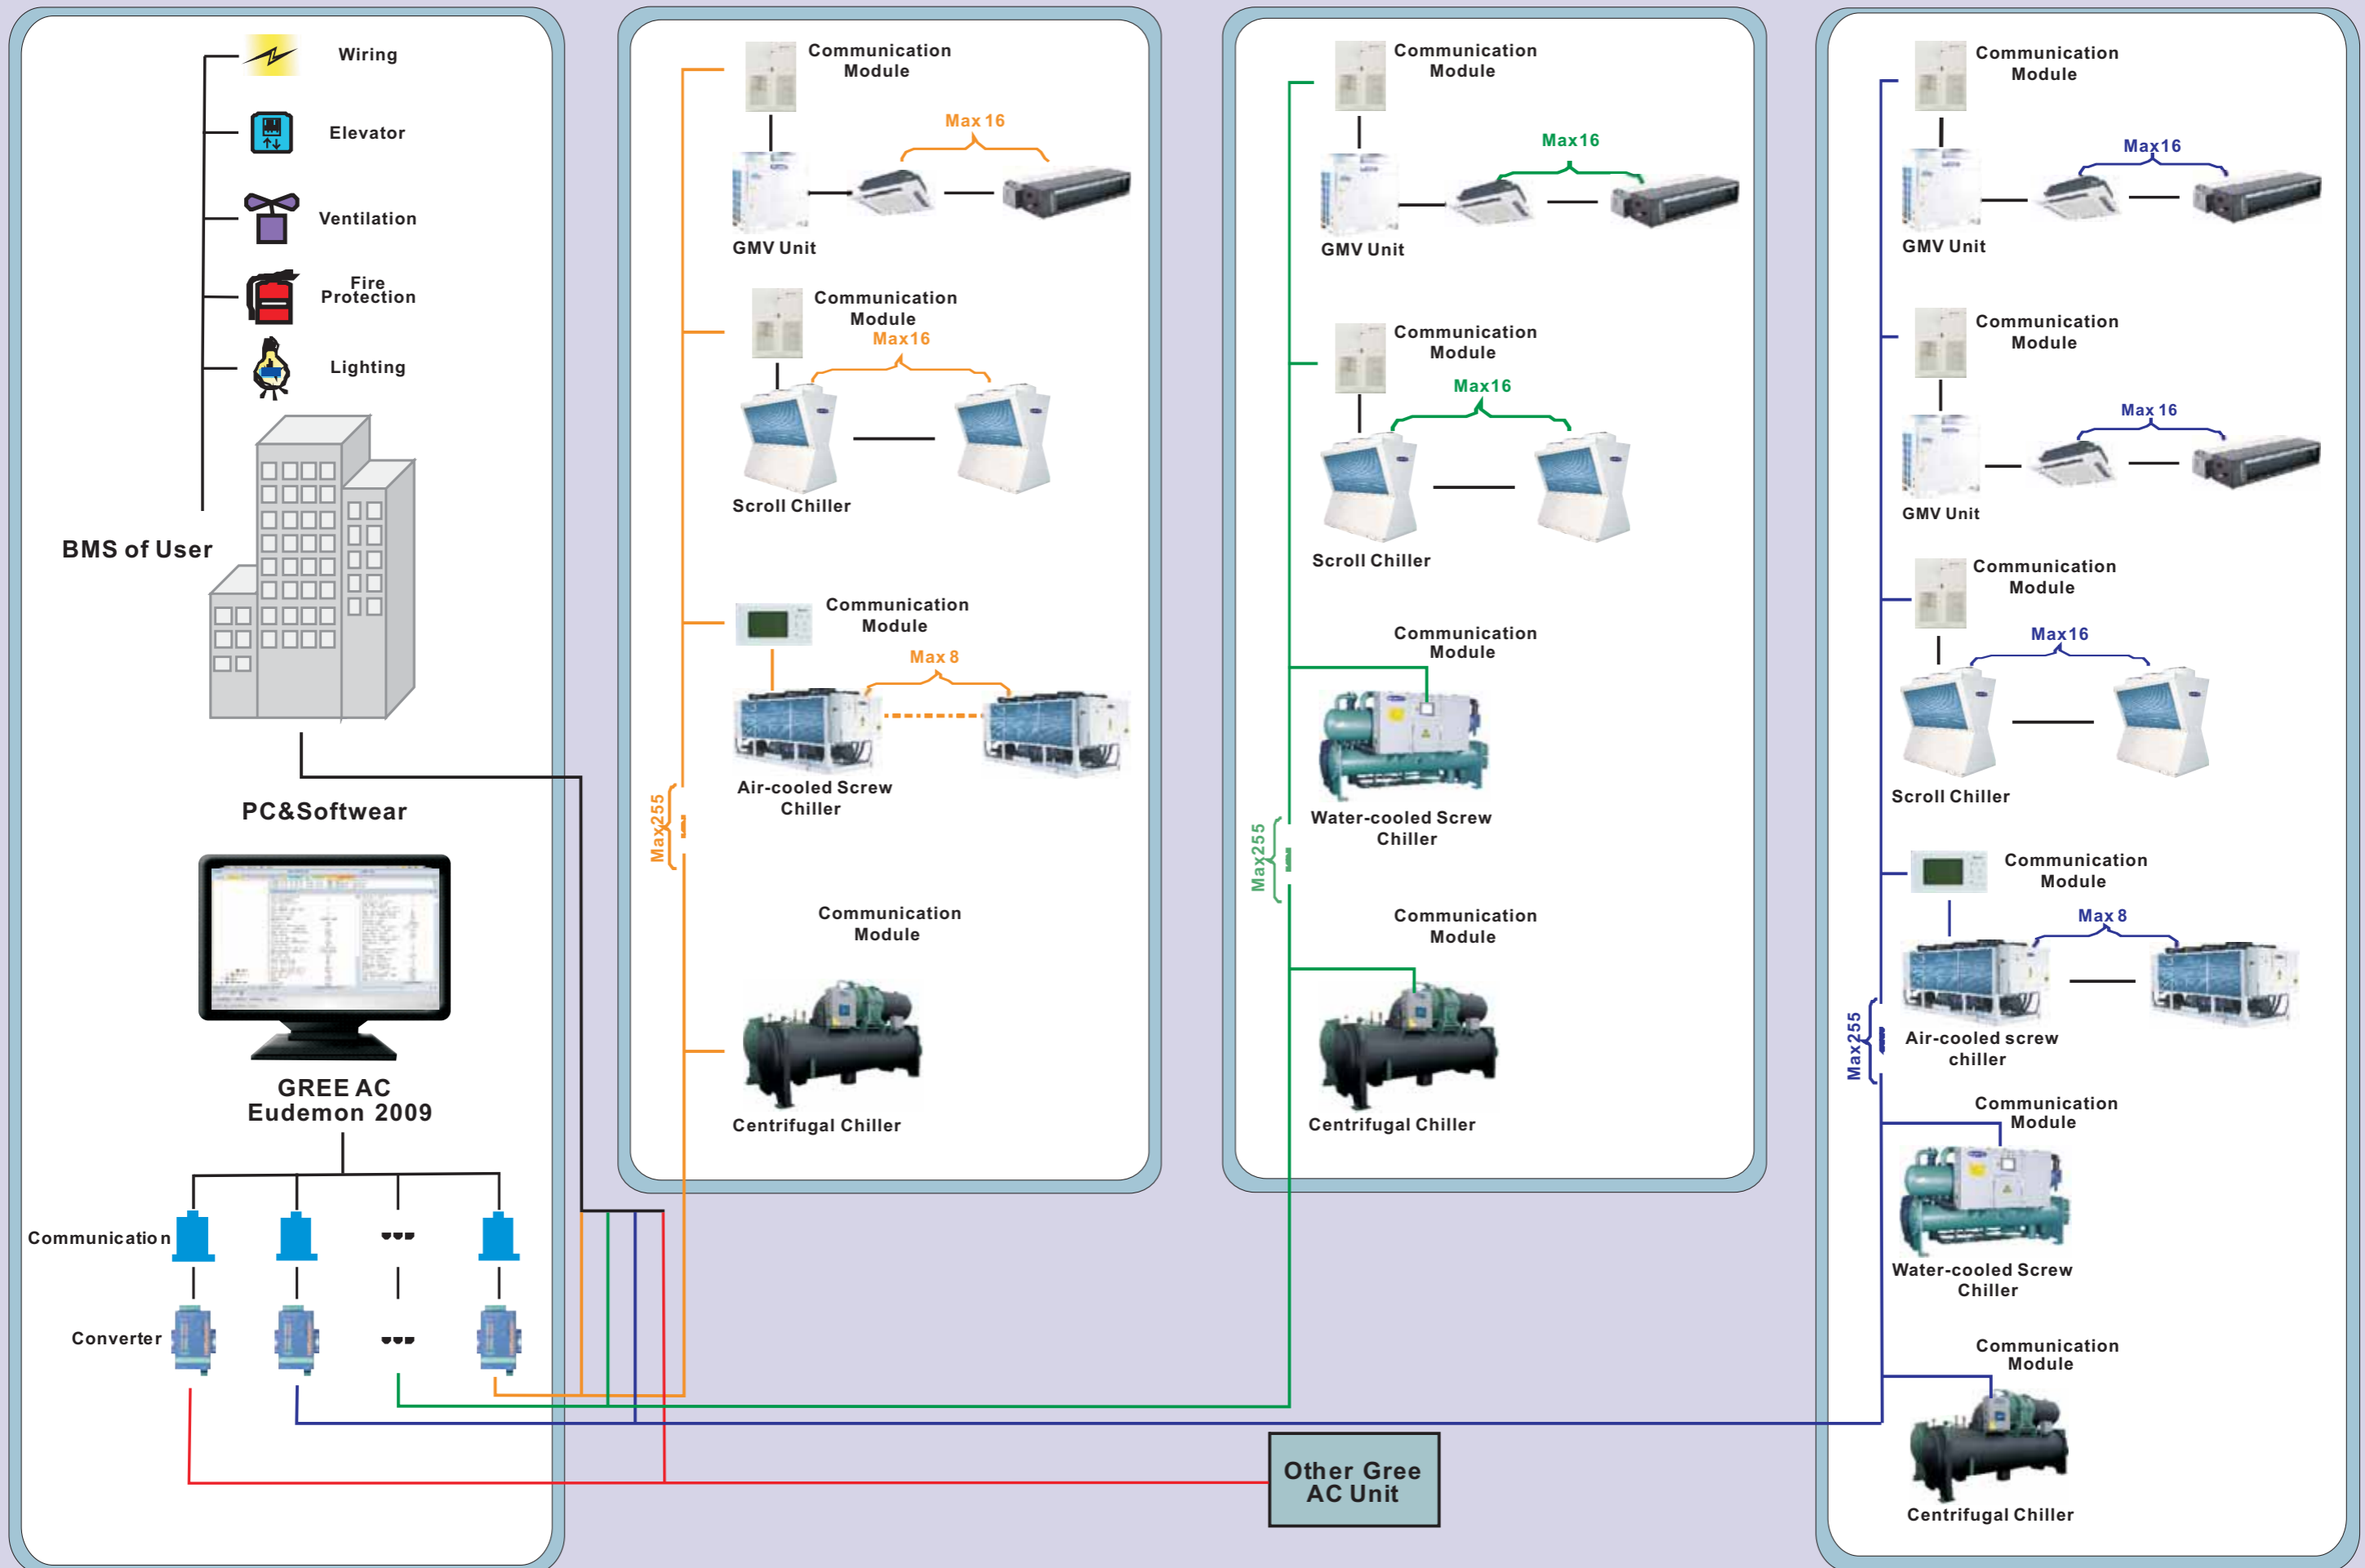 Wiring
Elevator
Ventilation
Fire
Protection
Lighting
BMS of User
PC&Softwear
GREE AC
Eudemon 2009
Communication
Converter
Communication
Module
Max 16
GMV Unit
Communication
Module
Max16
Scroll Chiller
Communication
Module
Max 8
Air-cooled Screw
Chiller
Max255
Communication
Module
Centrifugal Chiller
Communication
Module
Max16
GMV Unit
Communication
Module
Max16
Scroll Chiller
Communication
Module
Water-cooled Screw
Chiller
Max255
Communication
Module
Centrifugal Chiller
Communication
Module
Max16
GMV Unit
Communication
Module
Max 16
GMV Unit
Communication
Module
Max16
Scroll Chiller
Communication
Module
Max 8
Air-cooled screw
chiller
Max255
Communication
Module
Water-cooled Screw
Chiller
Communication
Module
Centrifugal Chiller
Other Gree
AC Unit